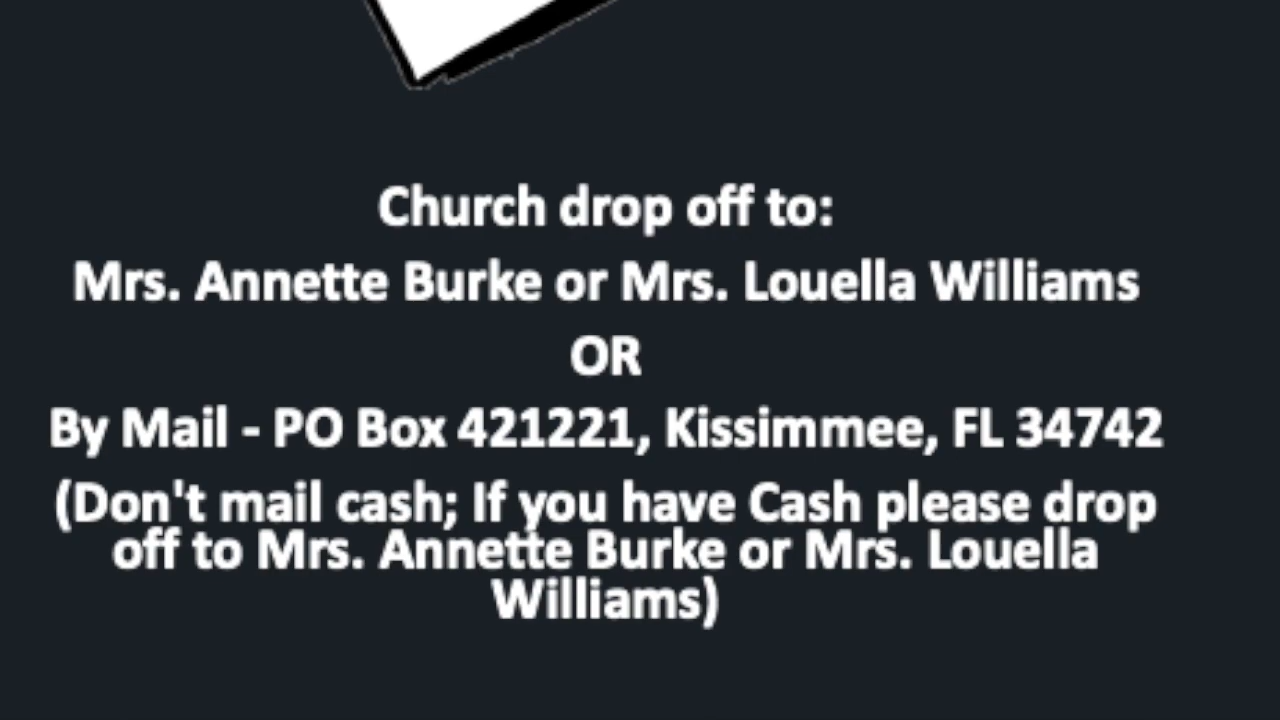 Church drop off to:
Mrs. Annette Burke or Mrs. Louella Williams
OR
By Mail - PO Box 421221, Kissimmee, FL 34742
(Don't mail cash; If you have Cash please drop
off to Mrs. Annette Burke or Mrs. Louella
Williams)